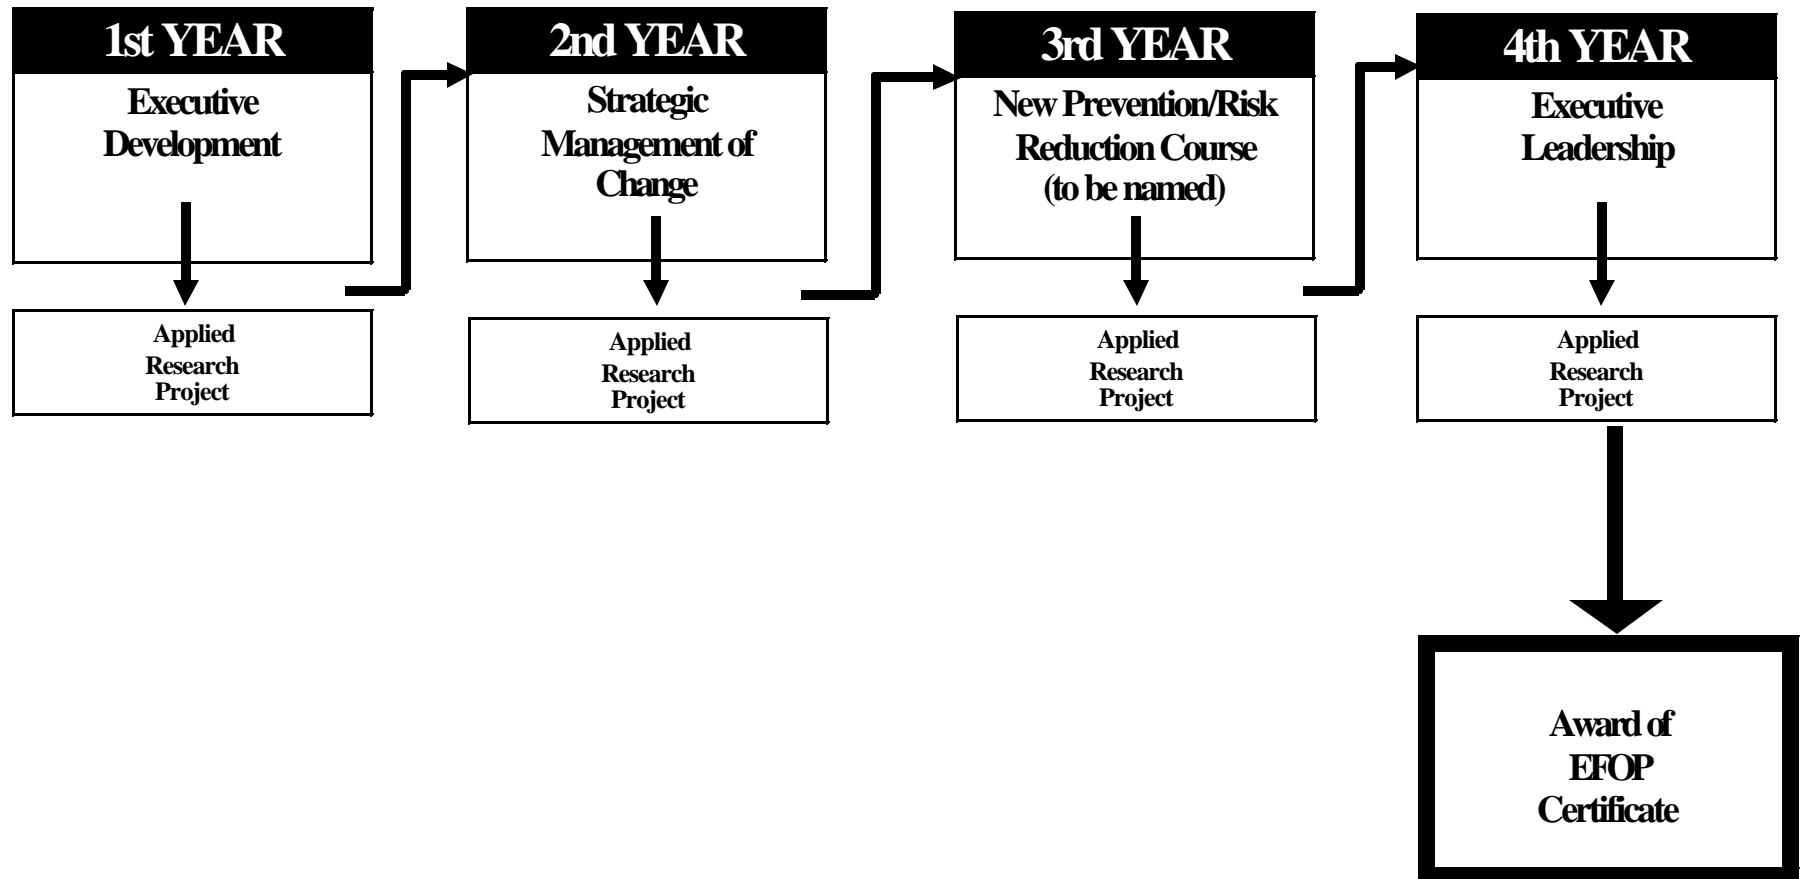 1st YEAR
Executive
Development
Applied
Research
Project
2nd YEAR
Strategic
Management of
Change
Applied
Research
Project
3rd YEAR
New Prevention/Risk
Reduction Course
(to be named)
Applied
Research
Project
4th YEAR
Executive
Leadership
Applied
Research
Project
Award of
EFOP
Certificate